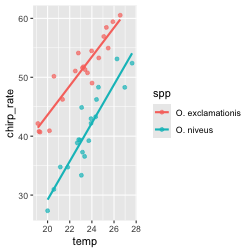 60
50
40
30
chirp_rate
20 22 24 26 28
temp
spp
O. exclamationis
O. niveus